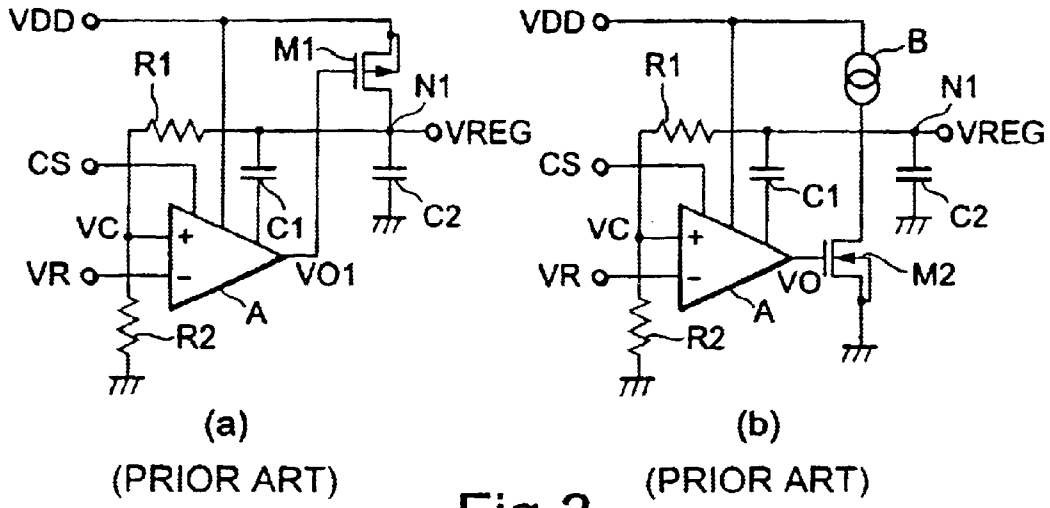 VDD
M1
R1
N1
VREG
CS
C1
C2
VC
+
VR
-
VO1
A
R2
(a)
(PRIOR ART)
VDD
B
R1
N1
VREG
CS
C1
C2
VC
+
VR
-
VO
M2
A
R2
(b)
(PRIOR ART)